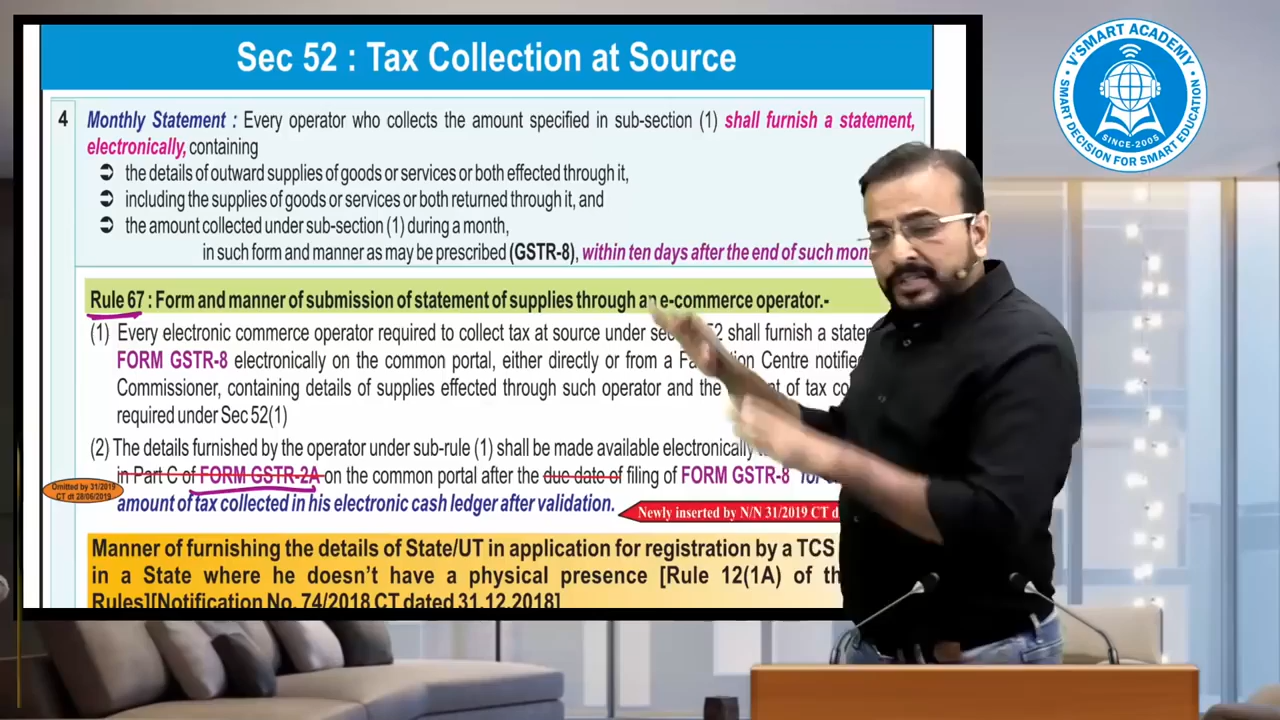 Sec 52 : Tax Collection at Source
4 Monthly Statement : Every operator who collects the amount specified in sub-section (1) shall furnish a statement,
electronically, containing
➲ the details of outward supplies of goods or services or both effected through it,
➲ including the supplies of goods or services or both returned through it, and
➲ the amount collected under sub-section (1) during a month,
in such form and manner as may be prescribed (GSTR-8), within ten days after the end of such
Rule 67 : Form and manner of submission of statement of supplies through an e-commerce operator.-
(1) Every electronic commerce operator required to collect tax at source under 52 shall furnish a
FORM GSTR-8 electronically on the common portal, either directly or from a
Commissioner, containing details of supplies effected through such operator and the of tax
required under Sec 52(1)
(2) The details furnished by the operator under sub-rule (1) shall be made available electronically
in Part C of FORM GSTR-2A on the common portal after the due date of filing of FORM GSTR-8
Omitted by 31/2019
CT dt 28/06/2019
amount of tax collected in his electronic cash ledger after validation.
Newly inserted by N/N 31/2019 CT
Manner of furnishing the details of State/UT in application for registration by a TCS
in a State where he doesn't have a physical presence [Rule 12(1A) of
Rules][Notification No. 74/2018 CT dated 31.12.2018]
V'SMART ACADEMY
SINCE-2005
SMART DECISION FOR SMART EDUCATION